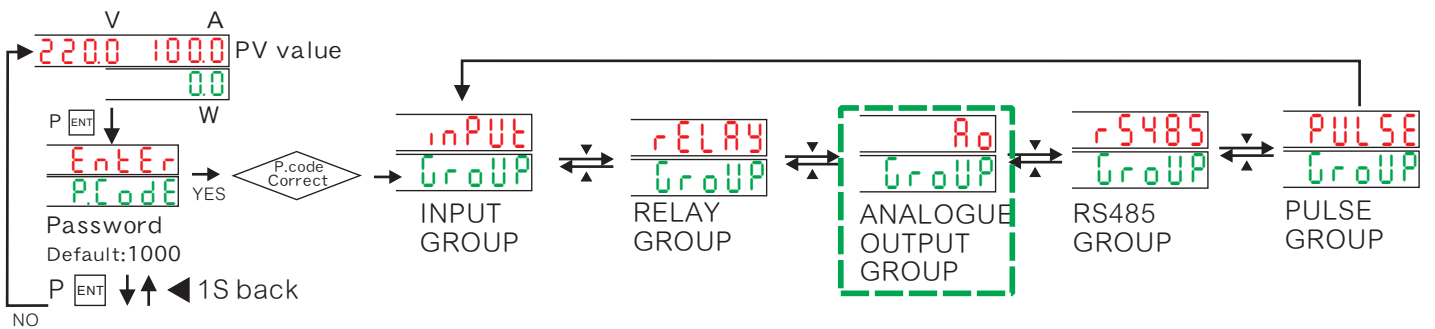 V A
220.0 100.0 PV value
0.0
W
P ENT
EntEr
P.CodE
YES
Password
Default:1000
P ENT 1S back
NO
P.code
Correct
inPUt
GroUP
INPUT
GROUP
rELAY
GroUP
RELAY
GROUP
Ao
GroUP
ANALOGUE
OUTPUT
GROUP
rS485
GroUP
RS485
GROUP
PULSE
GroUP
PULSE
GROUP